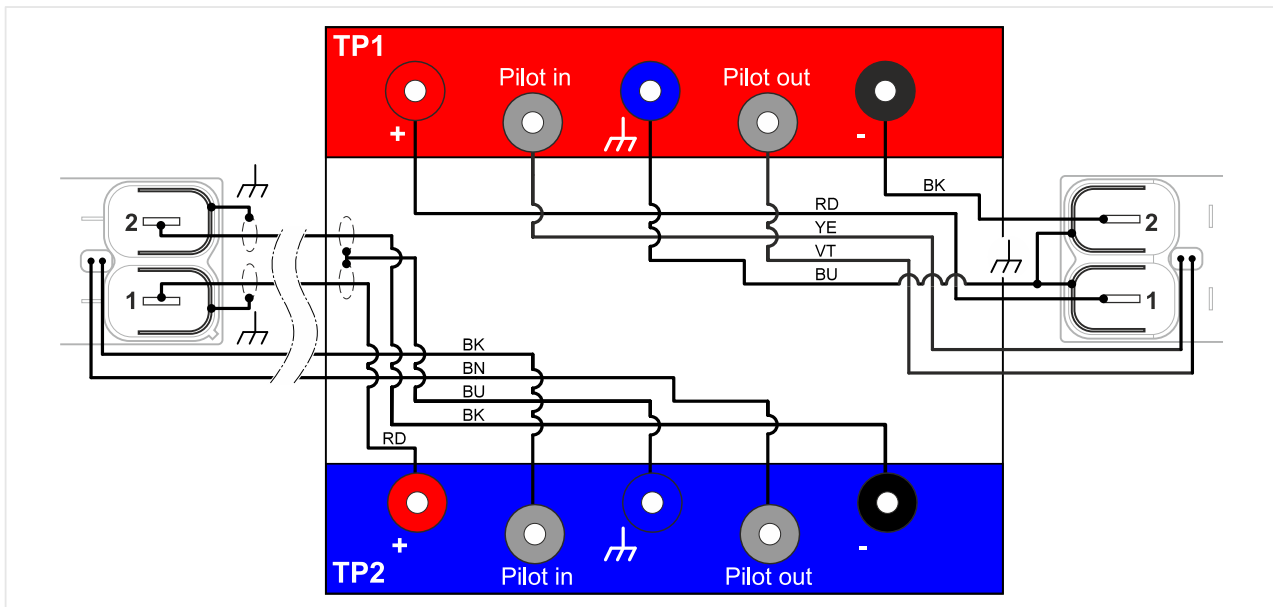 TP1
Pilot in
Pilot out
+
-
BK
RD
YE
VT
BU
2
1
2
1
BK
BN
BU
BK
RD
+
-
TP2
Pilot in
Pilot out